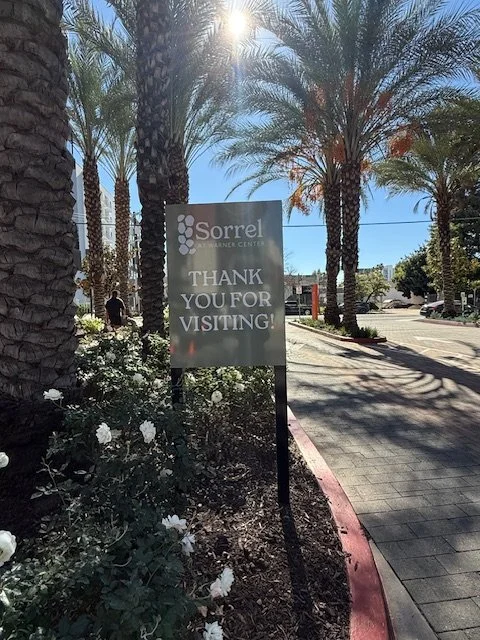 Sorrel
AT WARNER CENTER
THANK
YOU FOR
VISITING!